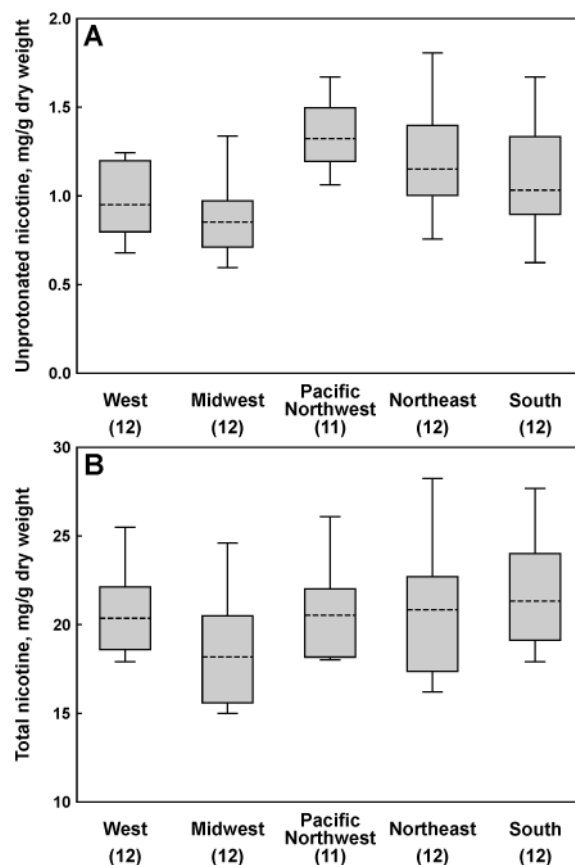 A
Unprotonated nicotine, mg/g dry weight
2.0
1.5
1.0
0.5
0.0
West Midwest Pacific Northwest Northeast South
(12) (12) (11) (12) (12)
B
Total nicotine, mg/g dry weight
30
25
20
15
10
West Midwest Pacific Northwest Northeast South
(12) (12) (11) (12) (12)